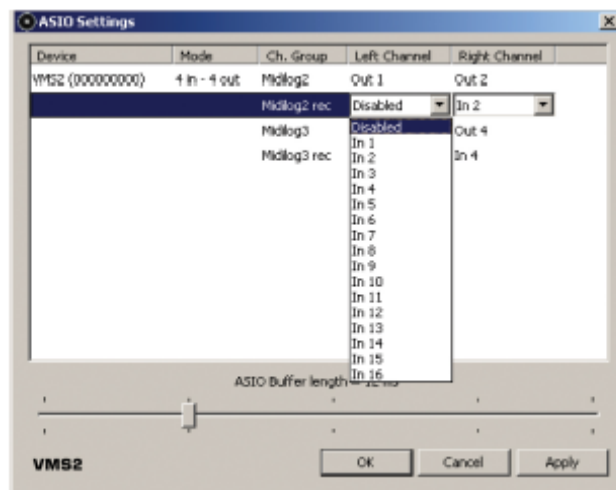 ASIO Settings
Device Mode Ch. Group Left Channel Right Channel
VMS2 (000000000) 4 in - 4 out Midilog2 Out 1 Out 2
Midilog2 rec Disabled In 2
Midilog3 Disabled Out 4
Midilog3 rec In 1 In 4
In 2
In 3
In 4
In 5
In 6
In 7
In 8
In 9
In 10
In 11
In 12
In 13
In 14
In 15
In 16
ASIO Buffer length = 12 ms
VMS2 OK Cancel Apply